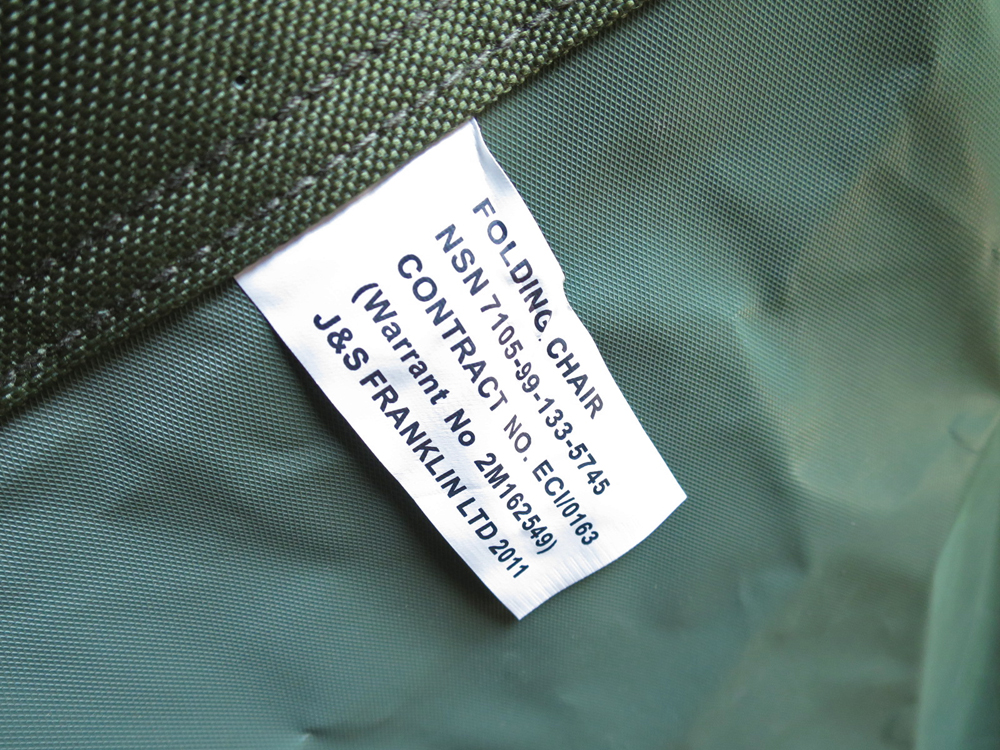 FOLDING CHAIR
NSN 7105-99-133-5745
CONTRACT NO. ECI/0163
(Warrant No 2M162549)
J&S FRANKLIN LTD 2011